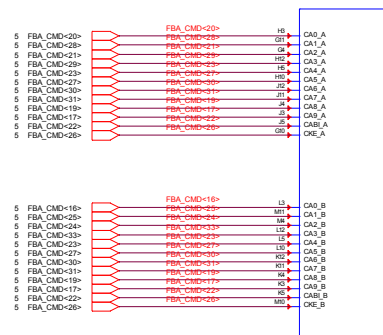 5 FBA_CMD<20> FBA_CMD<20> H3 CA0_A
5 FBA_CMD<28> FBA_CMD<28> G11 CA1_A
5 FBA_CMD<21> FBA_CMD<21> G4 CA2_A
5 FBA_CMD<29> FBA_CMD<29> H12 CA3_A
5 FBA_CMD<23> FBA_CMD<23> H5 CA4_A
5 FBA_CMD<27> FBA_CMD<27> H10 CA5_A
5 FBA_CMD<30> FBA_CMD<30> J12 CA6_A
5 FBA_CMD<31> FBA_CMD<31> J11 CA7_A
5 FBA_CMD<19> FBA_CMD<19> J4 CA8_A
5 FBA_CMD<17> FBA_CMD<17> J3 CA9_A
5 FBA_CMD<22> FBA_CMD<22> J5 CABI_A
5 FBA_CMD<26> FBA_CMD<26> G10 CKE_A
5 FBA_CMD<16> FBA_CMD<16> L3 CA0_B
5 FBA_CMD<25> FBA_CMD<25> M11 CA1_B
5 FBA_CMD<24> FBA_CMD<24> M4 CA2_B
5 FBA_CMD<33> FBA_CMD<33> L12 CA3_B
5 FBA_CMD<23> FBA_CMD<23> L5 CA4_B
5 FBA_CMD<27> FBA_CMD<27> L10 CA5_B
5 FBA_CMD<30> FBA_CMD<30> K12 CA6_B
5 FBA_CMD<31> FBA_CMD<31> K11 CA7_B
5 FBA_CMD<19> FBA_CMD<19> K4 CA8_B
5 FBA_CMD<17> FBA_CMD<17> K3 CA9_B
5 FBA_CMD<22> FBA_CMD<22> K5 CABI_B
5 FBA_CMD<26> FBA_CMD<26> M10 CKE_B